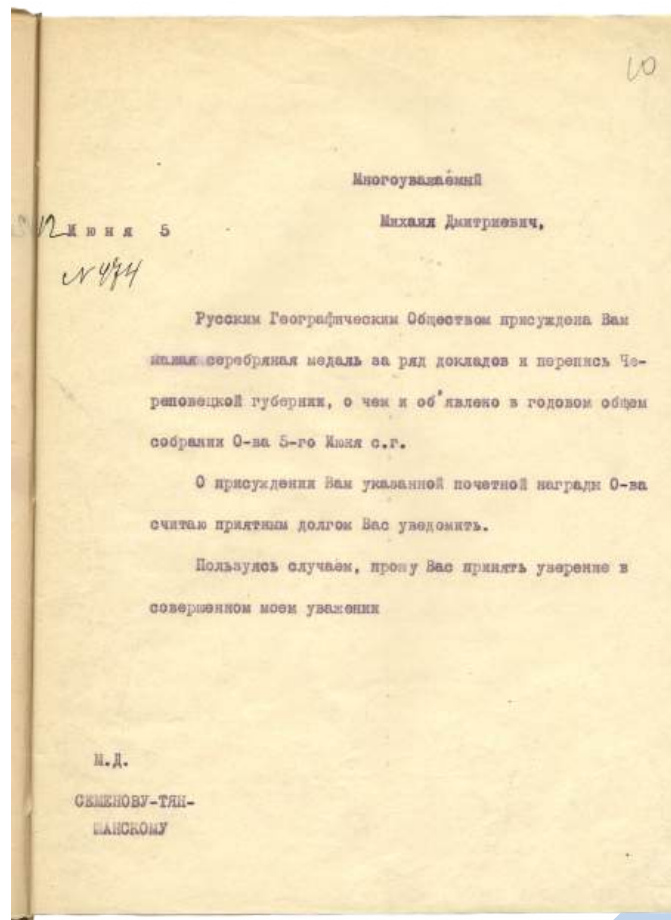 10
Многоуважаемый
Михаил Дмитриевич,
12 Июня 5
N 474
Русским Географическим Обществом присуждена Вам
малая серебряная медаль за ряд докладов и перепись Че-
реповецкой губернии, о чем и об'явлено в годовом общем
собрании О-ва 5-го Июня с.г.
О присуждении Вам указанной почетной награды О-ва
считаю приятным долгом Вас уведомить.
Пользуясь случаем, прошу Вас принять уверение в
совершенном моем уважении
М.Д.
СЕМЕНОВУ-ТЯН-
ШАНСКОМУ